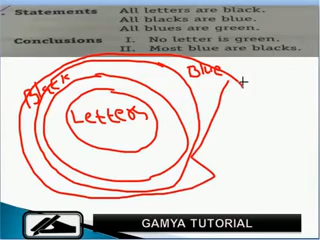 . Statements All letters are black.
All blacks are blue.
All blues are green.
Conclusions I. No letter is green.
II. Most blue are blacks.
Black
Blue
Letters
GAMYA TUTORIAL